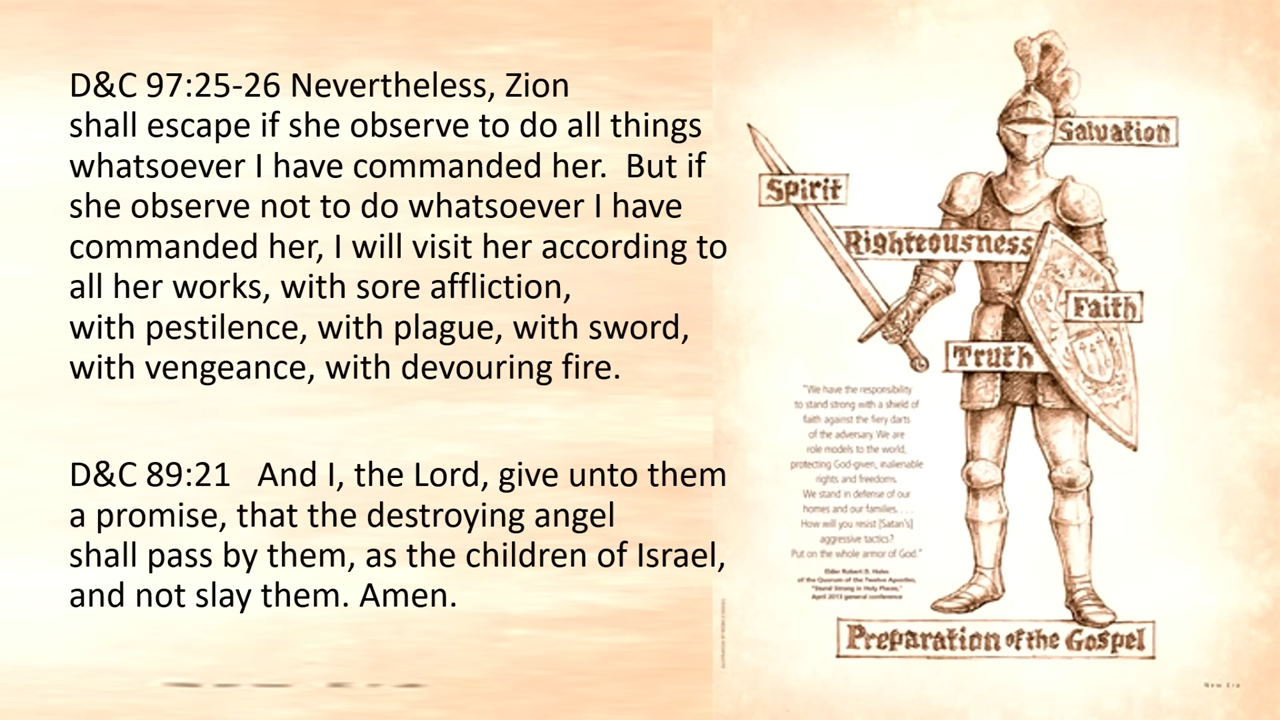 D&C 97:25-26 Nevertheless, Zion
shall escape if she observe to do all things
whatsoever I have commanded her.  But if
she observe not to do whatsoever I have
commanded her, I will visit her according to
all her works, with sore affliction,
with pestilence, with plague, with sword,
with vengeance, with devouring fire.
D&C 89:21   And I, the Lord, give unto them
a promise, that the destroying angel
shall pass by them, as the children of Israel,
and not slay them. Amen.
Salvation
Spirit
Righteousness
Faith
Truth
"We have the responsibility
to stand strong with a shield of
faith against the fiery darts
of the adversary. We are
role models to the world,
protecting God-given, inalienable
rights and freedoms.
We stand in defense of our
homes and our families. . . .
How will you resist [Satan's]
aggressive tactics?
Put on the whole armor of God."
Elder Robert D. Hales
of the Quorum of the Twelve Apostles,
"Stand Strong in Holy Places,"
April 2013 general conference
Preparation of the Gospel
New Era